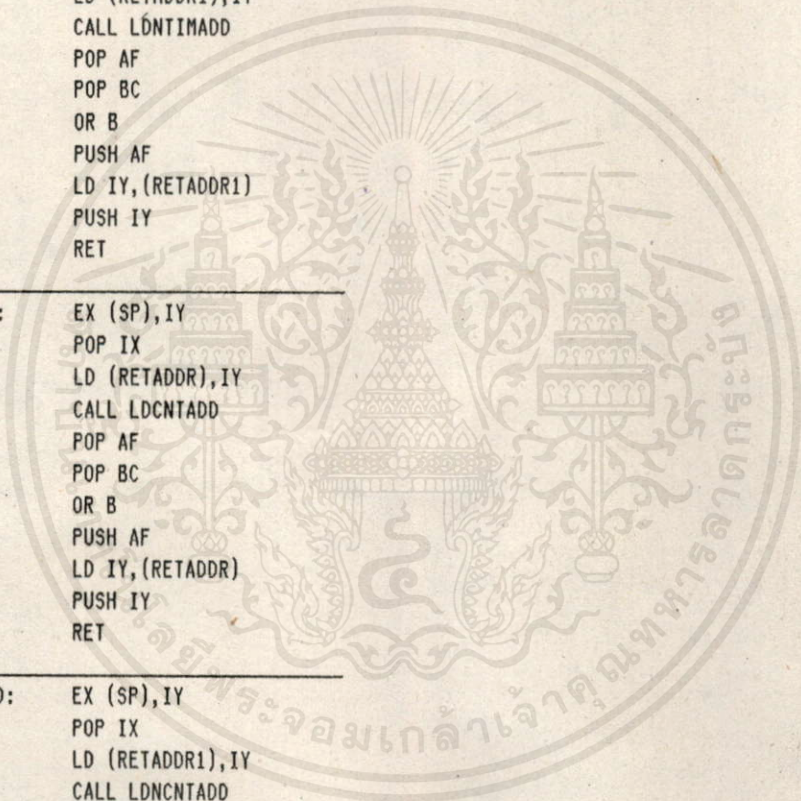 CALL LDNTIMADD
POP AF
POP BC
OR B
PUSH AF
LD IY,(RETADDR1)
PUSH IY
RET
: EX (SP),IY
POP IX
LD (RETADDR),IY
CALL LDCNTADD
POP AF
POP BC
OR B
PUSH AF
LD IY,(RETADDR)
PUSH IY
RET
D: EX (SP),IY
POP IX
LD (RETADDR1),IY
CALL LDNCNTADD